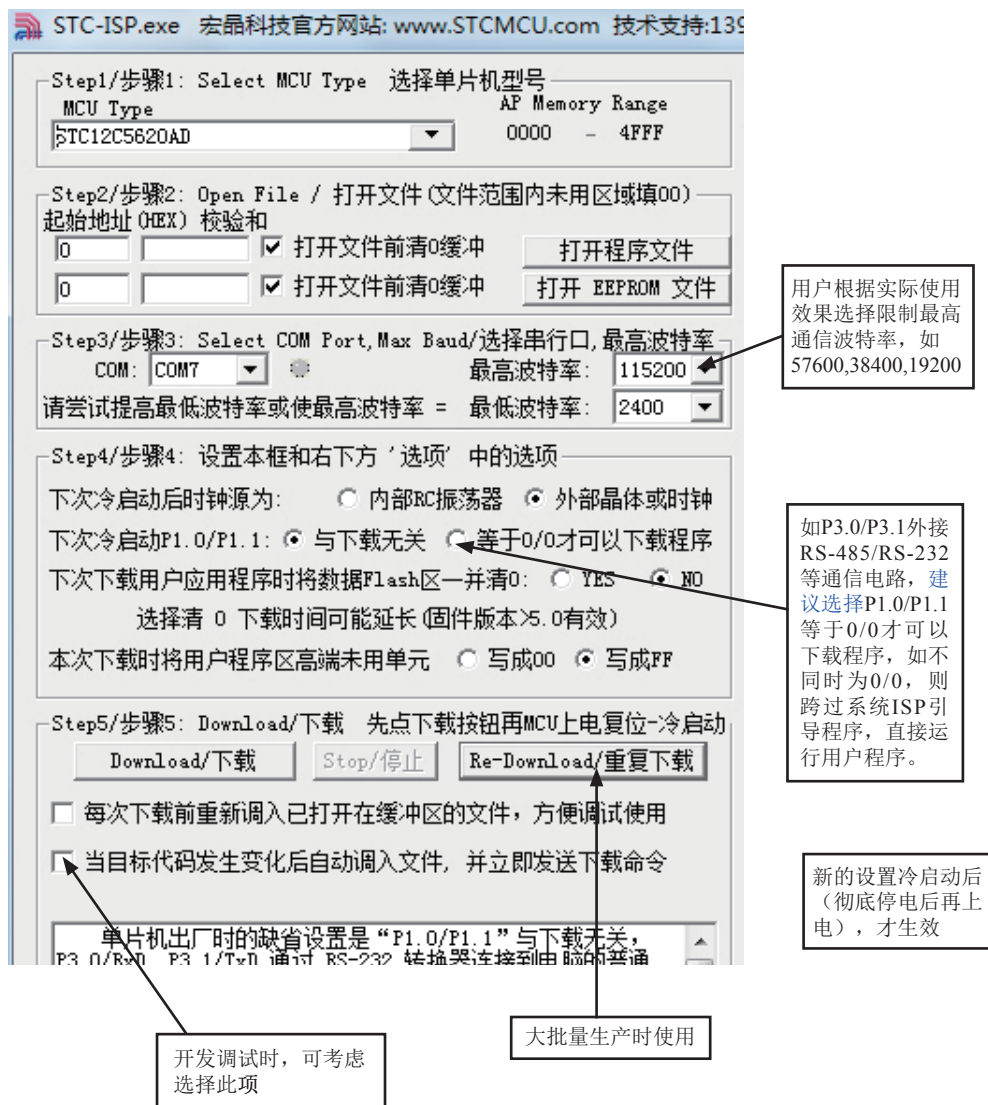 STC-ISP.exe 宏晶科技官方网站: www.STCMCU.com 技术支持:139
Step1/步骤1: Select MCU Type 选择单片机型号
MCU Type AP Memory Range
STC12C5620AD 0000 - 4FFF
Step2/步骤2: Open File / 打开文件(文件范围内未用区域填00)
起始地址(HEX) 校验和
0 打开文件前清0缓冲 打开程序文件
0 打开文件前清0缓冲 打开 EEPROM 文件
Step3/步骤3: Select COM Port,Max Baud/选择串行口,最高波特率
COM: COM7 最高波特率: 115200
请尝试提高最低波特率或使最高波特率 = 最低波特率: 2400
Step4/步骤4: 设置本框和右下方 '选项' 中的选项
下次冷启动后时钟源为: 内部RC振荡器 外部晶体或时钟
下次冷启动P1.0/P1.1: 与下载无关 等于0/0才可以下载程序
下次下载用户应用程序时将数据Flash区一并清0: YES NO
选择清 0 下载时间可能延长(固件版本>5.0有效)
本次下载时将用户程序区高端未用单元 写成00 写成FF
Step5/步骤5: Download/下载 先点下载按钮再MCU上电复位-冷启动
Download/下载 Stop/停止 Re-Download/重复下载
每次下载前重新调入已打开在缓冲区的文件，方便调试使用
当目标代码发生变化后自动调入文件, 并立即发送下载命令
单片机出厂时的缺省设置是“P1.0/P1.1”与下载无关，
P3.0/RxD P3.1/TxD 通过 RS-232 转换器连接到电脑的普通
用户根据实际使用
效果选择限制最高
通信波特率，如
57600,38400,19200
如P3.0/P3.1外接
RS-485/RS-232
等通信电路，建
议选择P1.0/P1.1
等于0/0才可以
下载程序，如不
同时为0/0，则
跨过系统ISP引
导程序，直接运
行用户程序。
新的设置冷启动后
（彻底停电后再上
电），才生效
大批量生产时使用
开发调试时，可考虑
选择此项